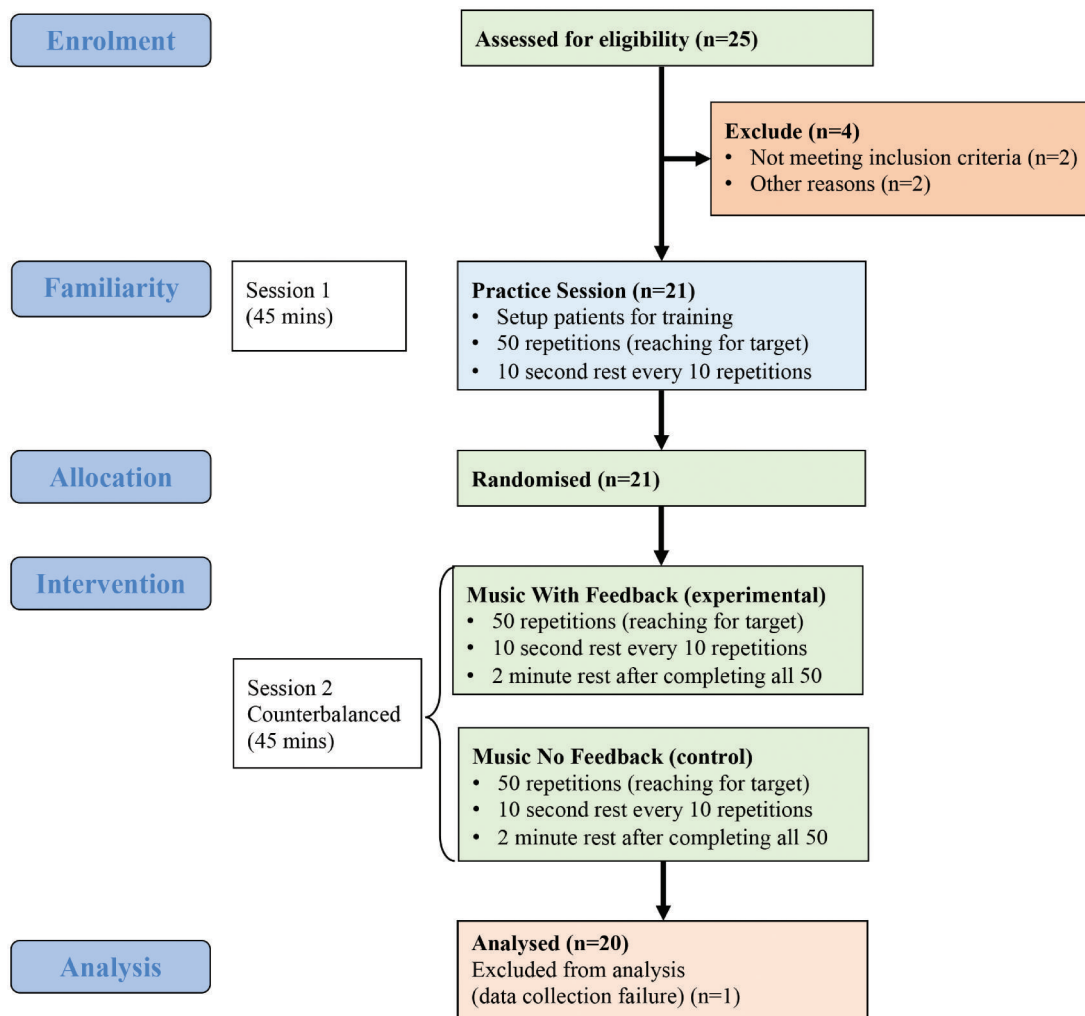 Enrolment
Assessed for eligibility (n=25)
Exclude (n=4)
• Not meeting inclusion criteria (n=2)
• Other reasons (n=2)
Familiarity
Session 1
(45 mins)
Practice Session (n=21)
• Setup patients for training
• 50 repetitions (reaching for target)
• 10 second rest every 10 repetitions
Allocation
Randomised (n=21)
Intervention
Session 2
Counterbalanced
(45 mins)
Music With Feedback (experimental)
• 50 repetitions (reaching for target)
• 10 second rest every 10 repetitions
• 2 minute rest after completing all 50
Music No Feedback (control)
• 50 repetitions (reaching for target)
• 10 second rest every 10 repetitions
• 2 minute rest after completing all 50
Analysis
Analysed (n=20)
Excluded from analysis
(data collection failure) (n=1)